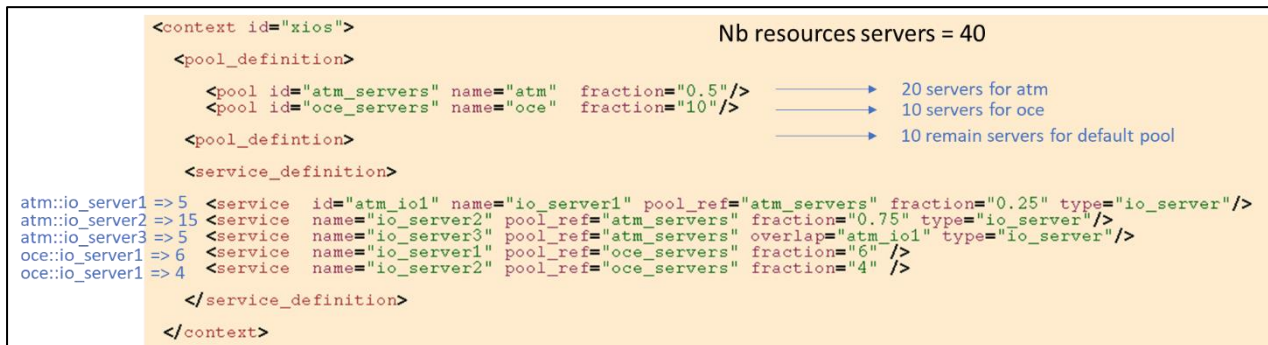 <context id="xios">
Nb resources servers = 40
<pool_definition>
<pool id="atm_servers" name="atm" fraction="0.5"/>
20 servers for atm
<pool id="oce_servers" name="oce" fraction="10"/>
10 servers for oce
<pool_defintion>
10 remain servers for default pool
<service_definition>
atm::io_server1 => 5 <service id="atm_io1" name="io_server1" pool_ref="atm_servers" fraction="0.25" type="io_server"/>
atm::io_server2 => 15 <service name="io_server2" pool_ref="atm_servers" fraction="0.75" type="io_server"/>
atm::io_server3 => 5 <service name="io_server3" pool_ref="atm_servers" overlap="atm_io1" type="io_server"/>
oce::io_server1 => 6 <service name="io_server1" pool_ref="oce_servers" fraction="6" />
oce::io_server1 => 4 <service name="io_server2" pool_ref="oce_servers" fraction="4" />
</service_definition>
</context>